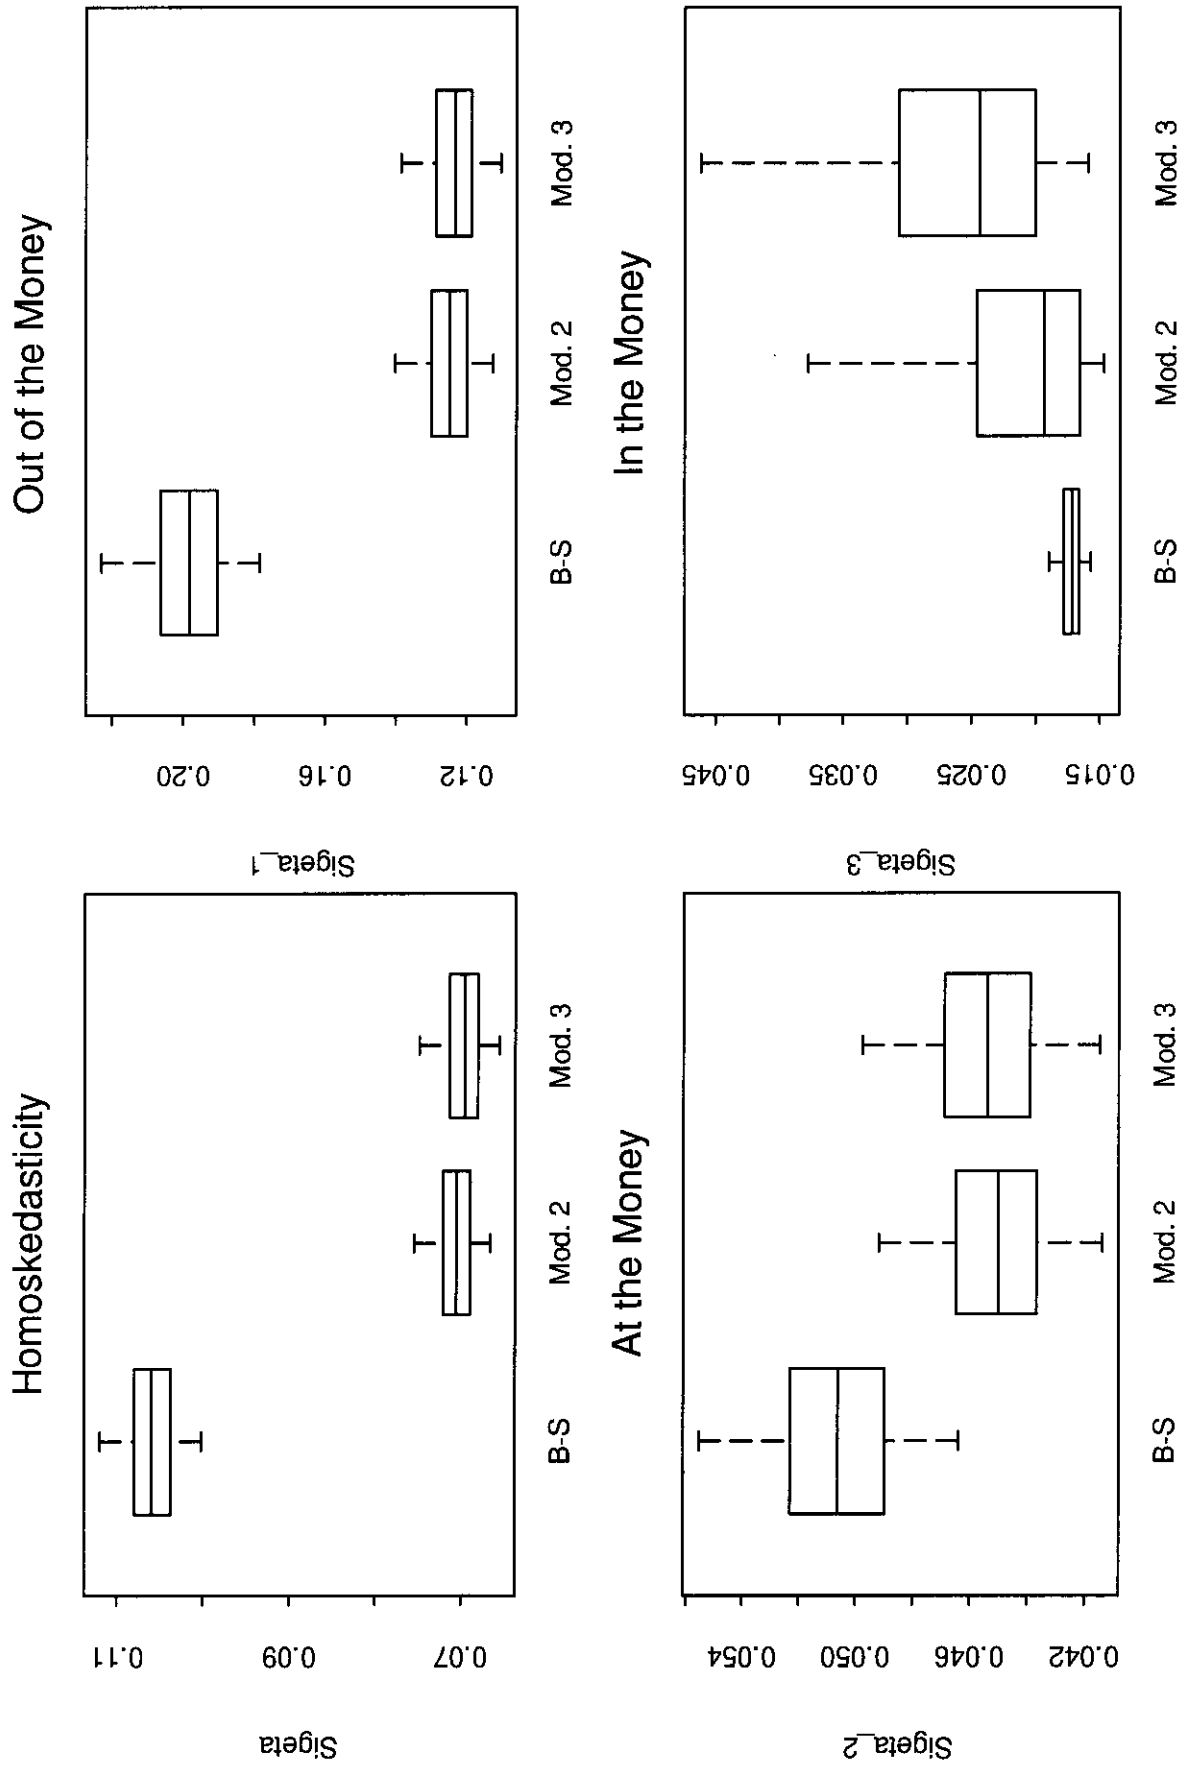 Homoskedasticity
Sigeta
0.11
0.09
0.07
B-S Mod. 2 Mod. 3
Out of the Money
Sigeta_1
0.20
0.16
0.12
B-S Mod. 2 Mod. 3
At the Money
Sigeta_2
0.054
0.050
0.046
0.042
B-S Mod. 2 Mod. 3
In the Money
Sigeta_3
0.045
0.035
0.025
0.015
B-S Mod. 2 Mod. 3